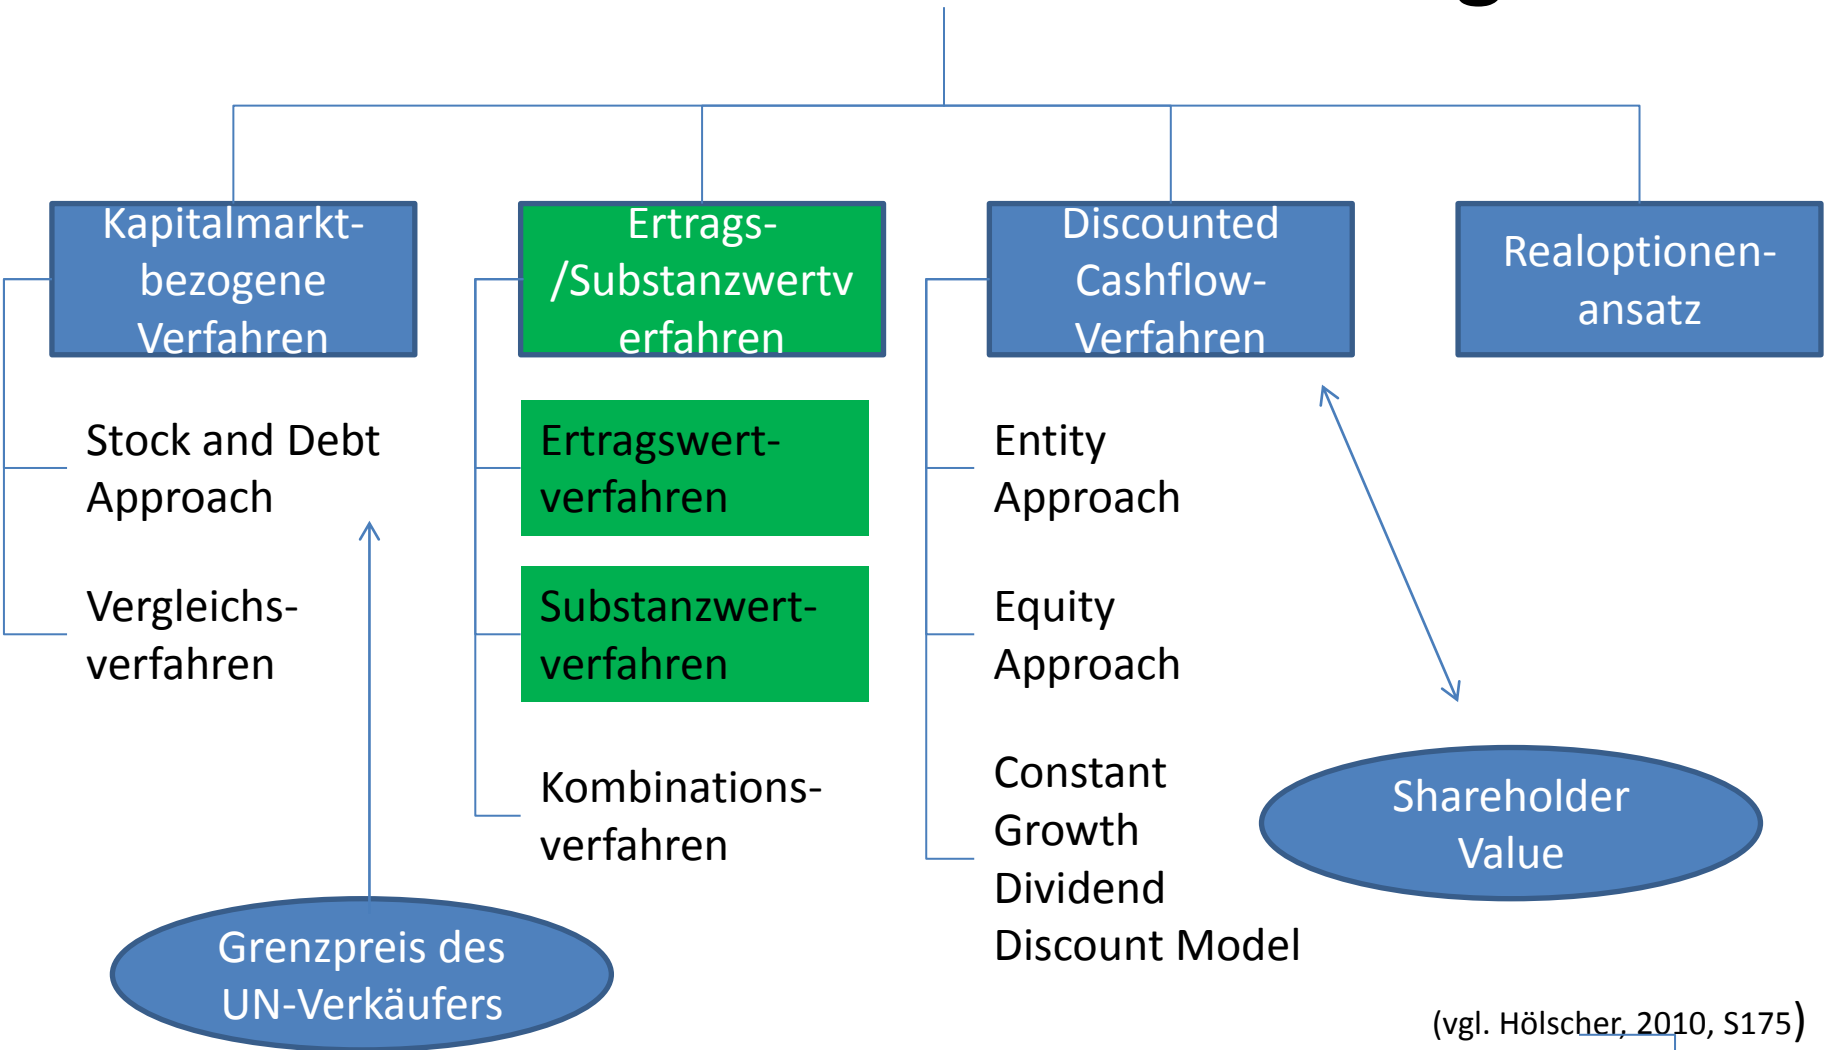 Kapitalmarkt-
bezogene
Verfahren
Stock and Debt
Approach
Vergleichs-
verfahren
Grenzpreis des
UN-Verkäufers
Ertrags-
/Substanzwertv
erfahren
Ertragswert-
verfahren
Substanzwert-
verfahren
Kombinations-
verfahren
Discounted
Cashflow-
Verfahren
Entity
Approach
Equity
Approach
Constant
Growth
Dividend
Discount Model
Realoptionen-
ansatz
Shareholder
Value
(vgl. Hölscher, 2010, S175)